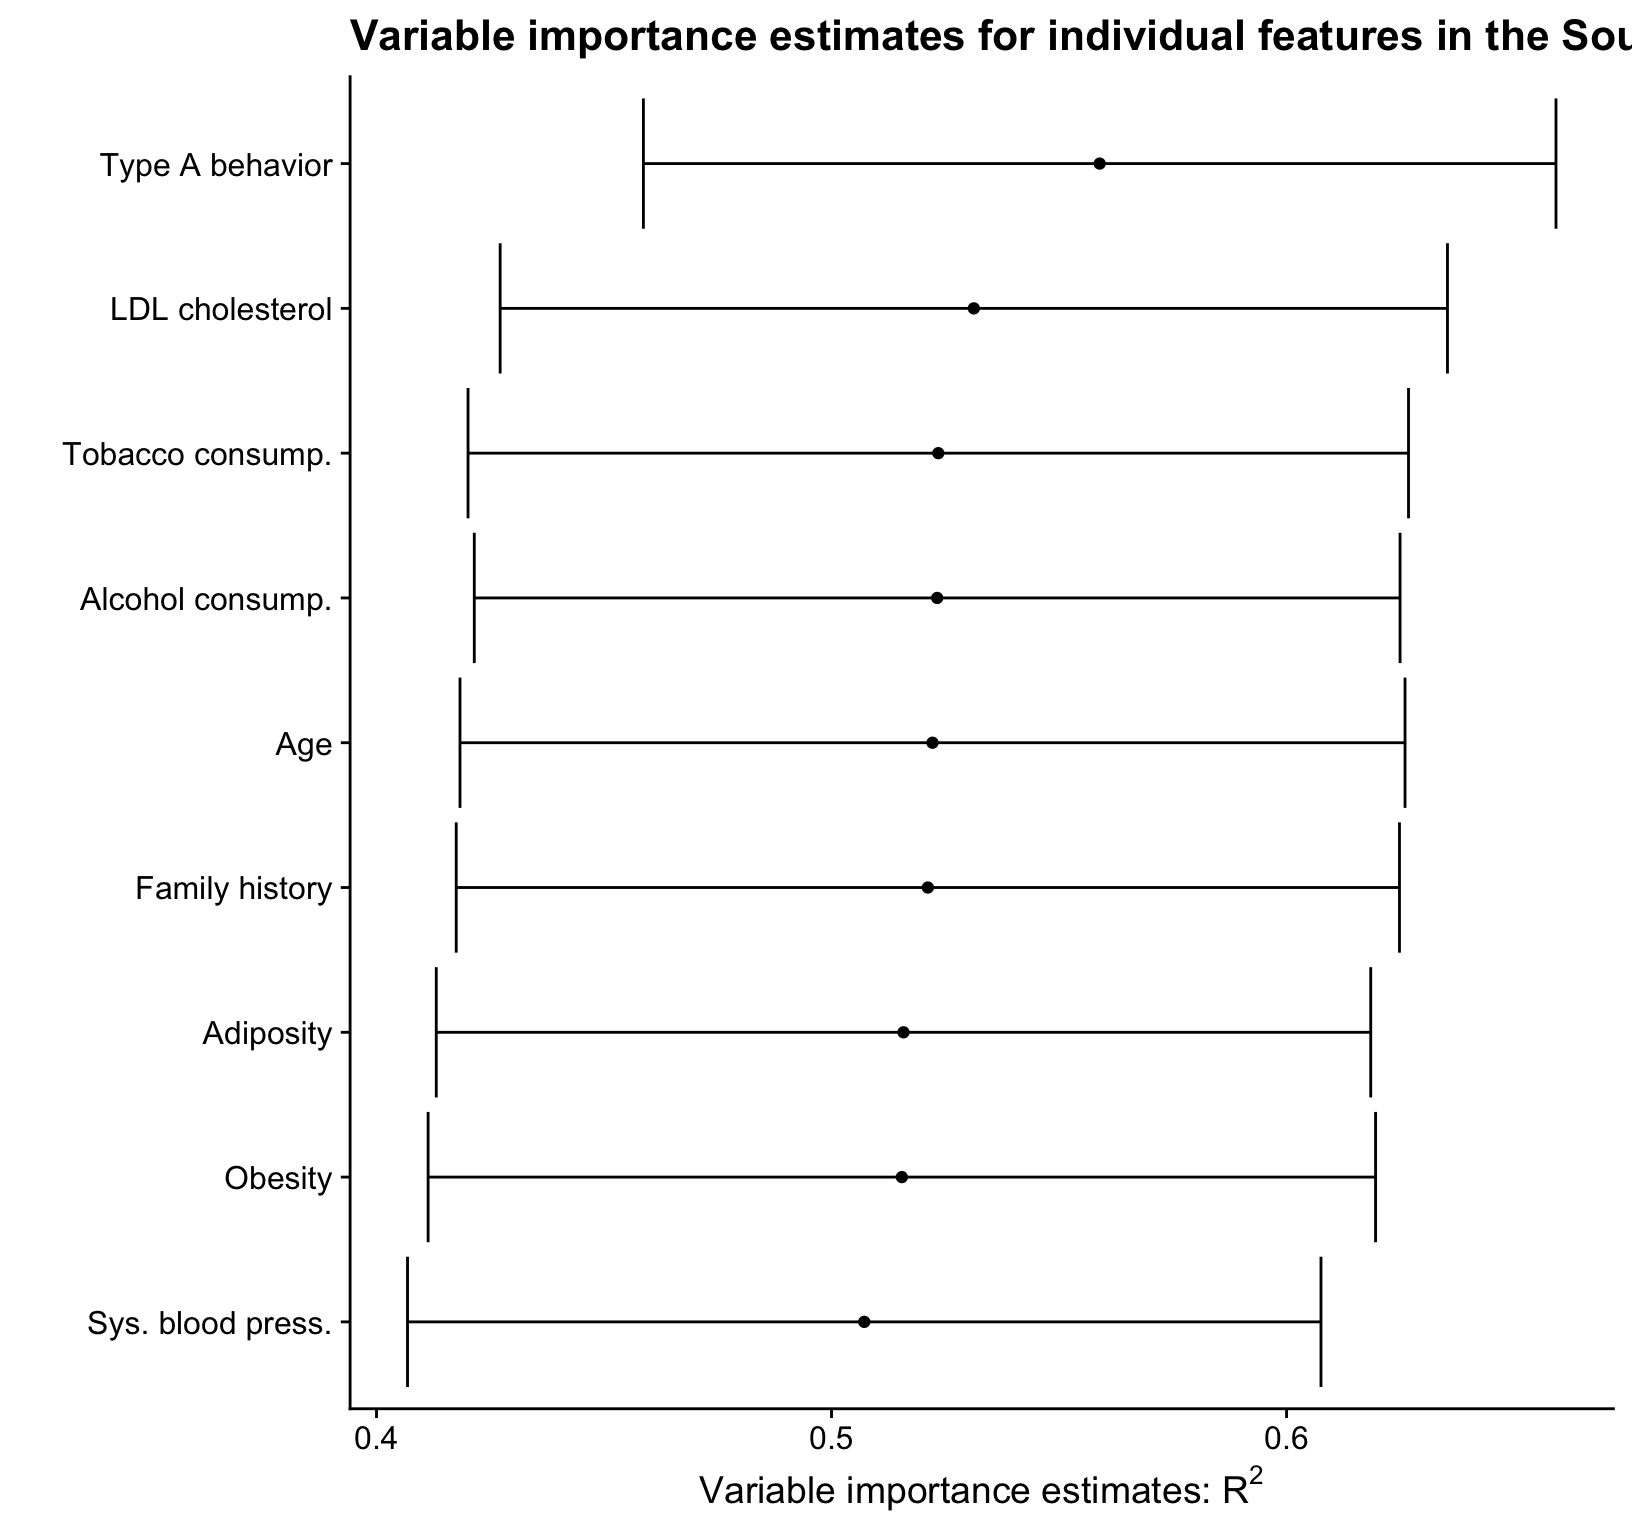 Variable importance estimates for individual features in the Sou
Type A behavior
LDL cholesterol
Tobacco consump.
Alcohol consump.
Age
Family history
Adiposity
Obesity
Sys. blood press.
0.4 0.5 0.6
Variable importance estimates: R²